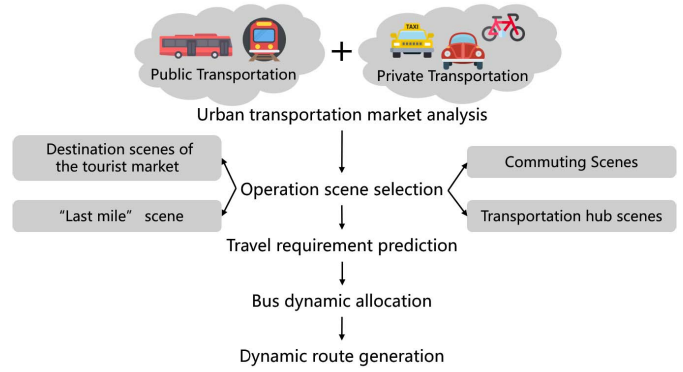 TAXI
Public Transportation
+
Private Transportation
Urban transportation market analysis
Destination scenes of
the tourist market
Commuting Scenes
Operation scene selection
“Last mile” scene
Transportation hub scenes
Travel requirement prediction
Bus dynamic allocation
Dynamic route generation